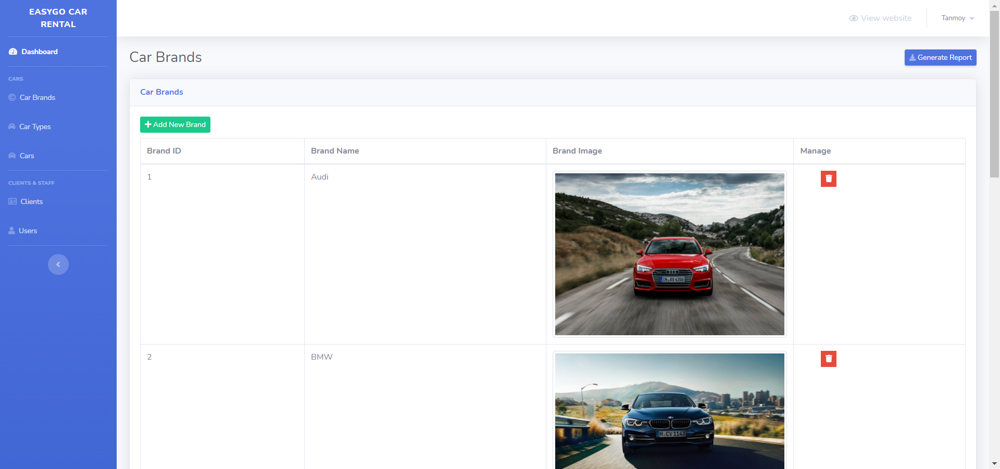 EASYGO CAR
RENTAL
Dashboard
CARS
Car Brands
Car Types
Cars
CLIENTS & STAFF
Clients
Users
View website
Tanmoy
Car Brands
Generate Report
Car Brands
Add New Brand
Brand ID
Brand Name
Brand Image
Manage
1
Audi
IN AV 4200
2
BMW
M CV 1143